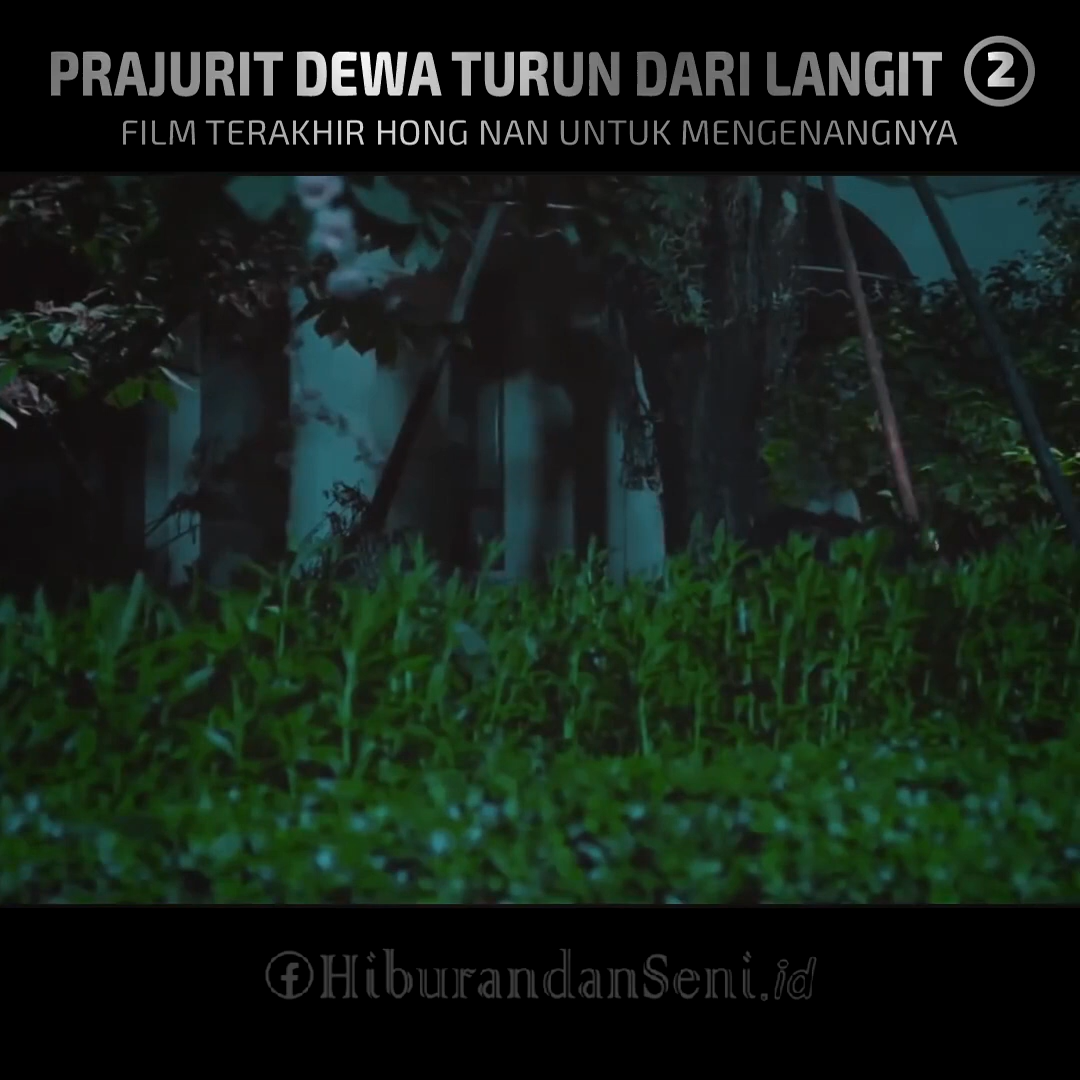 PRAJURIT DEWA TURUN DARI LANGIT 2
FILM TERAKHIR HONG NAN UNTUK MENGENANGNYA
HiburandanSeni.id